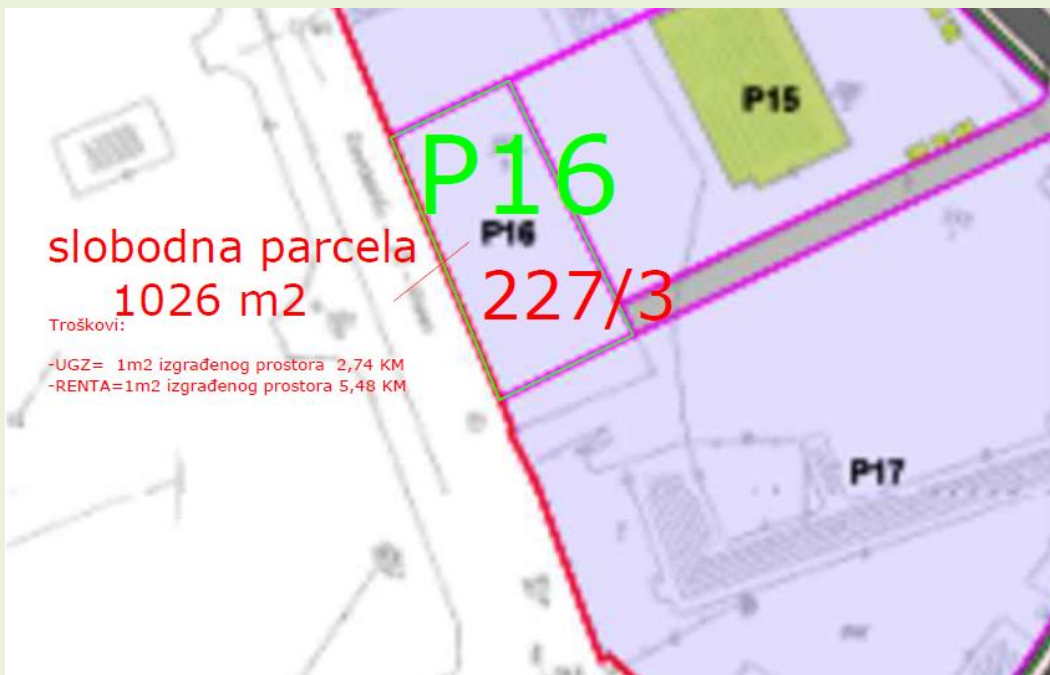 P15
P16
P16
slobodna parcela
1026 m2
227/3
Troškovi:
-UGZ= 1m2 izgrađenog prostora 2,74 KM
-RENTA=1m2 izgrađenog prostora 5,48 KM
P17